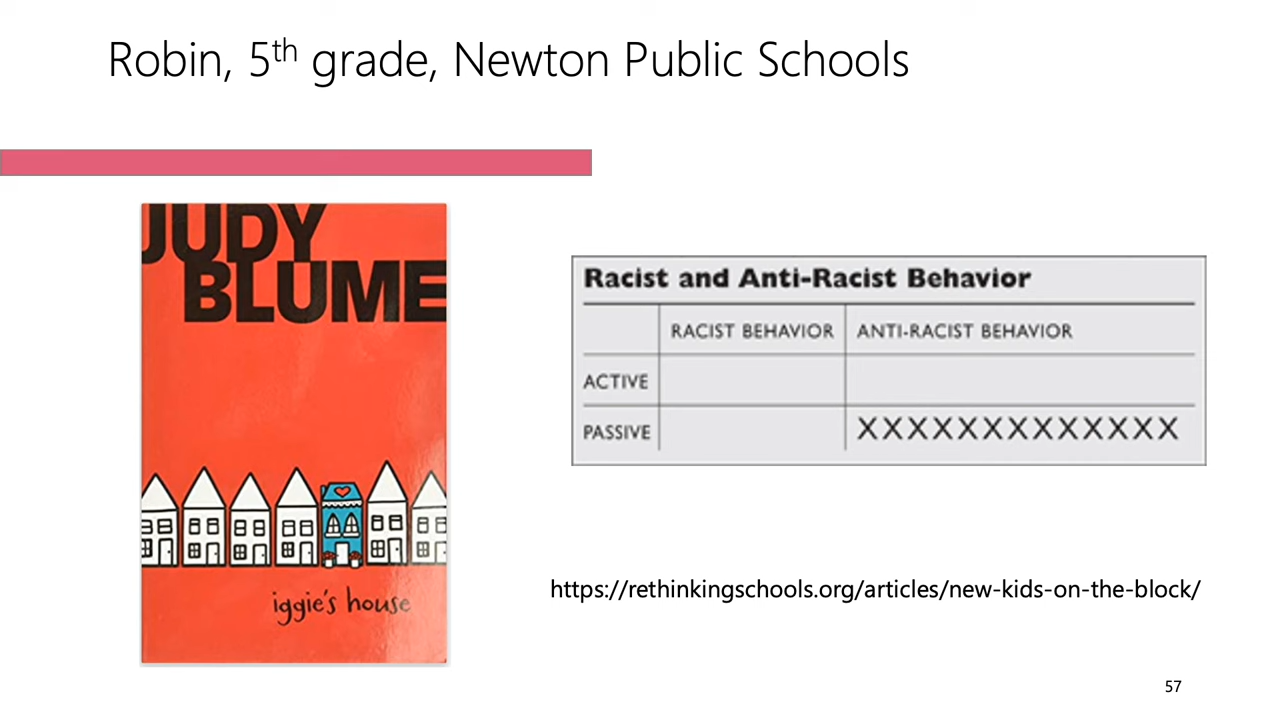 Robin, 5th grade, Newton Public Schools
JUDY
BLUME
iggie's house
Racist and Anti-Racist Behavior
RACIST BEHAVIOR ANTI-RACIST BEHAVIOR
ACTIVE
PASSIVE XXXXXXXXXXXXX
https://rethinkingschools.org/articles/new-kids-on-the-block/
57